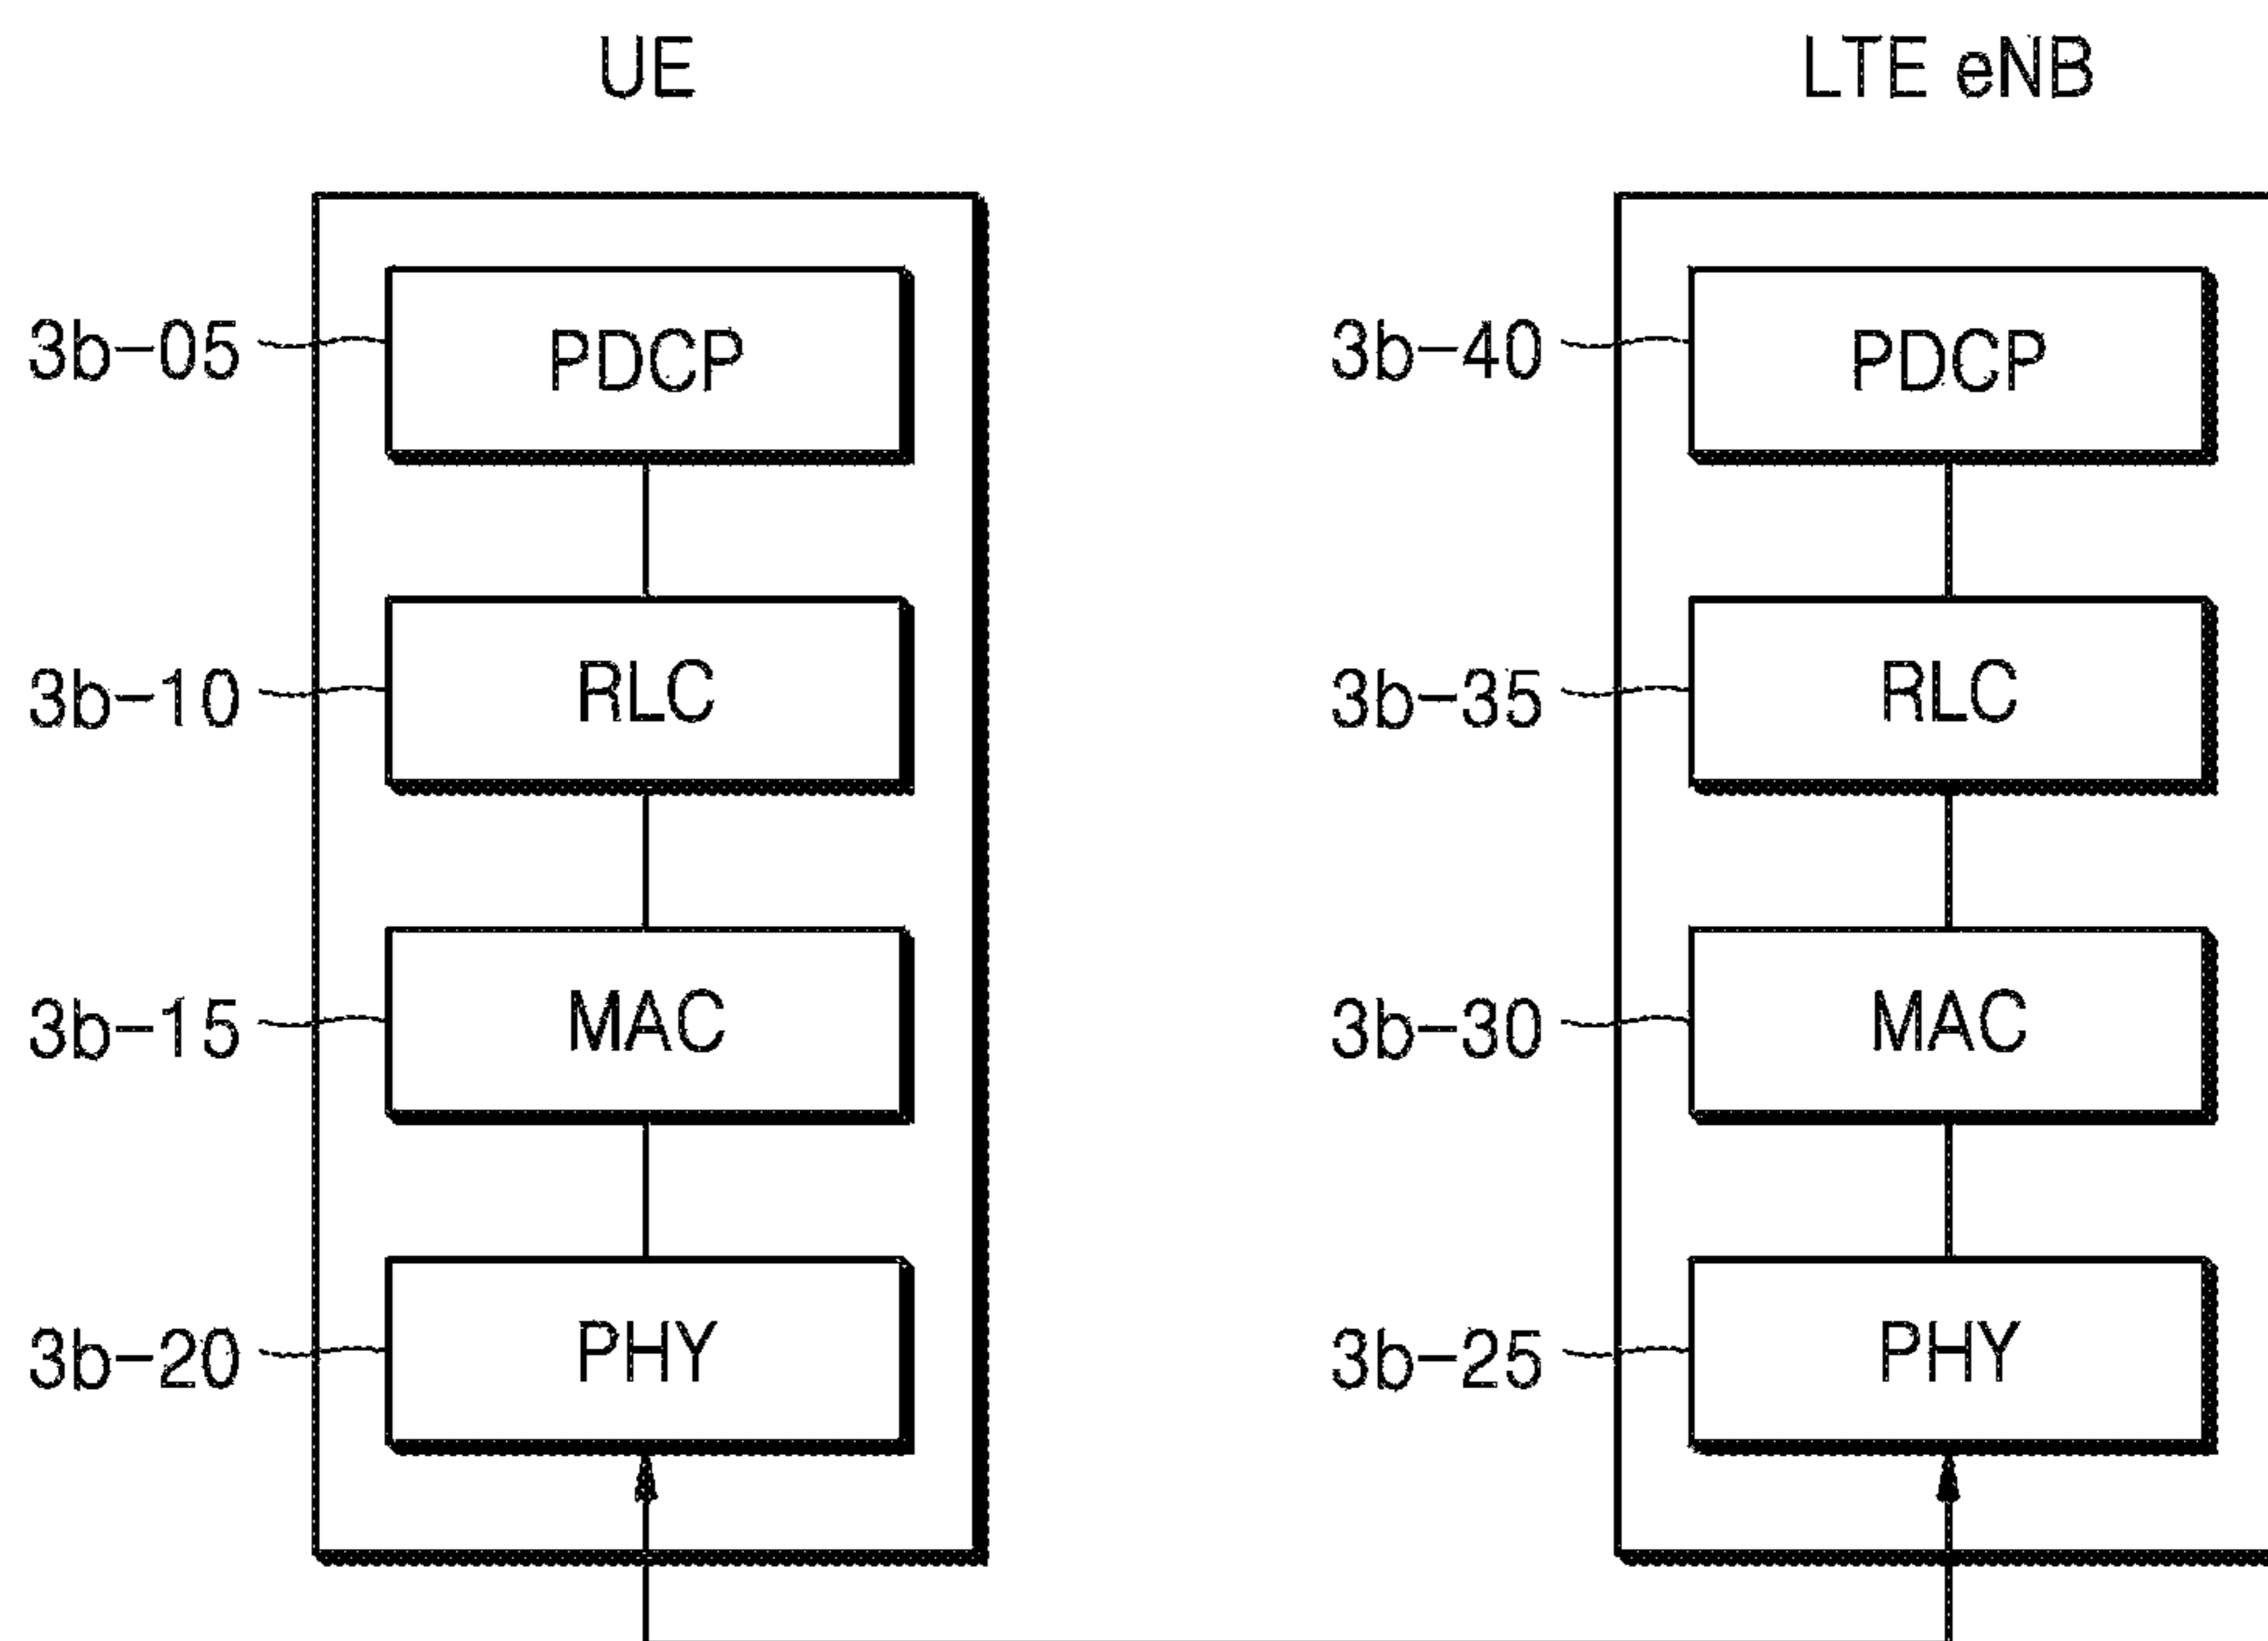 UE
LTE eNB
3b-05
PDCP
3b-40
PDCP
3b-10
RLC
3b-35
RLC
3b-15
MAC
3b-30
MAC
3b-20
PHY
3b-25
PHY